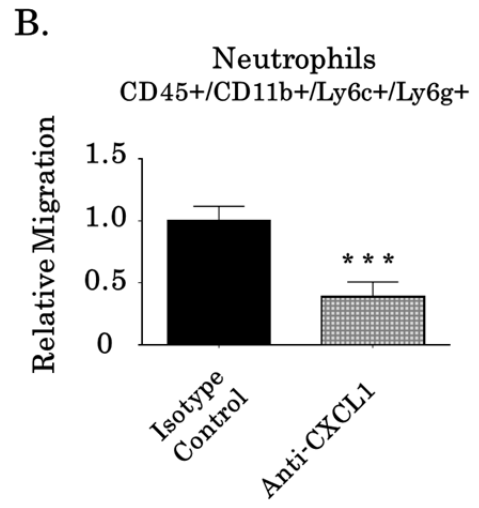 B.
Neutrophils
CD45+/CD11b+/Ly6c+/Ly6g+
Relative Migration
1.5
1.0
0.5
0
***
Isotype
Control
Anti-CXCL1